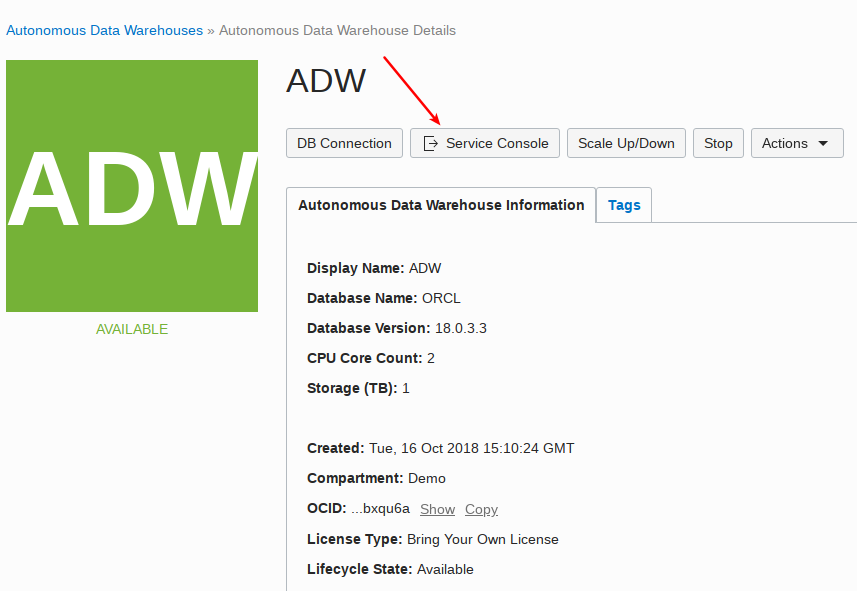 Autonomous Data Warehouses » Autonomous Data Warehouse Details
ADW
ADW
AVAILABLE
DB Connection Service Console Scale Up/Down Stop Actions
Autonomous Data Warehouse Information Tags
Display Name: ADW
Database Name: ORCL
Database Version: 18.0.3.3
CPU Core Count: 2
Storage (TB): 1
Created: Tue, 16 Oct 2018 15:10:24 GMT
Compartment: Demo
OCID: ...bxqu6a Show Copy
License Type: Bring Your Own License
Lifecycle State: Available